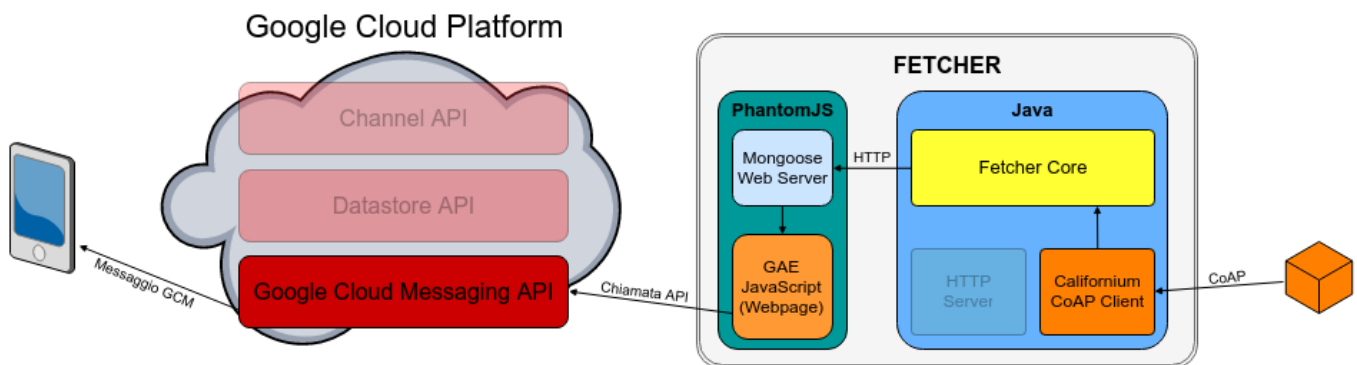 Google Cloud Platform
Channel API
Datastore API
Google Cloud Messaging API
Messaggio GCM
Chiamata API
FETCHER
PhantomJS
Mongoose
Web Server
GAE
JavaScript
(Webpage)
HTTP
Java
Fetcher Core
HTTP
Server
Californium
CoAP Client
CoAP